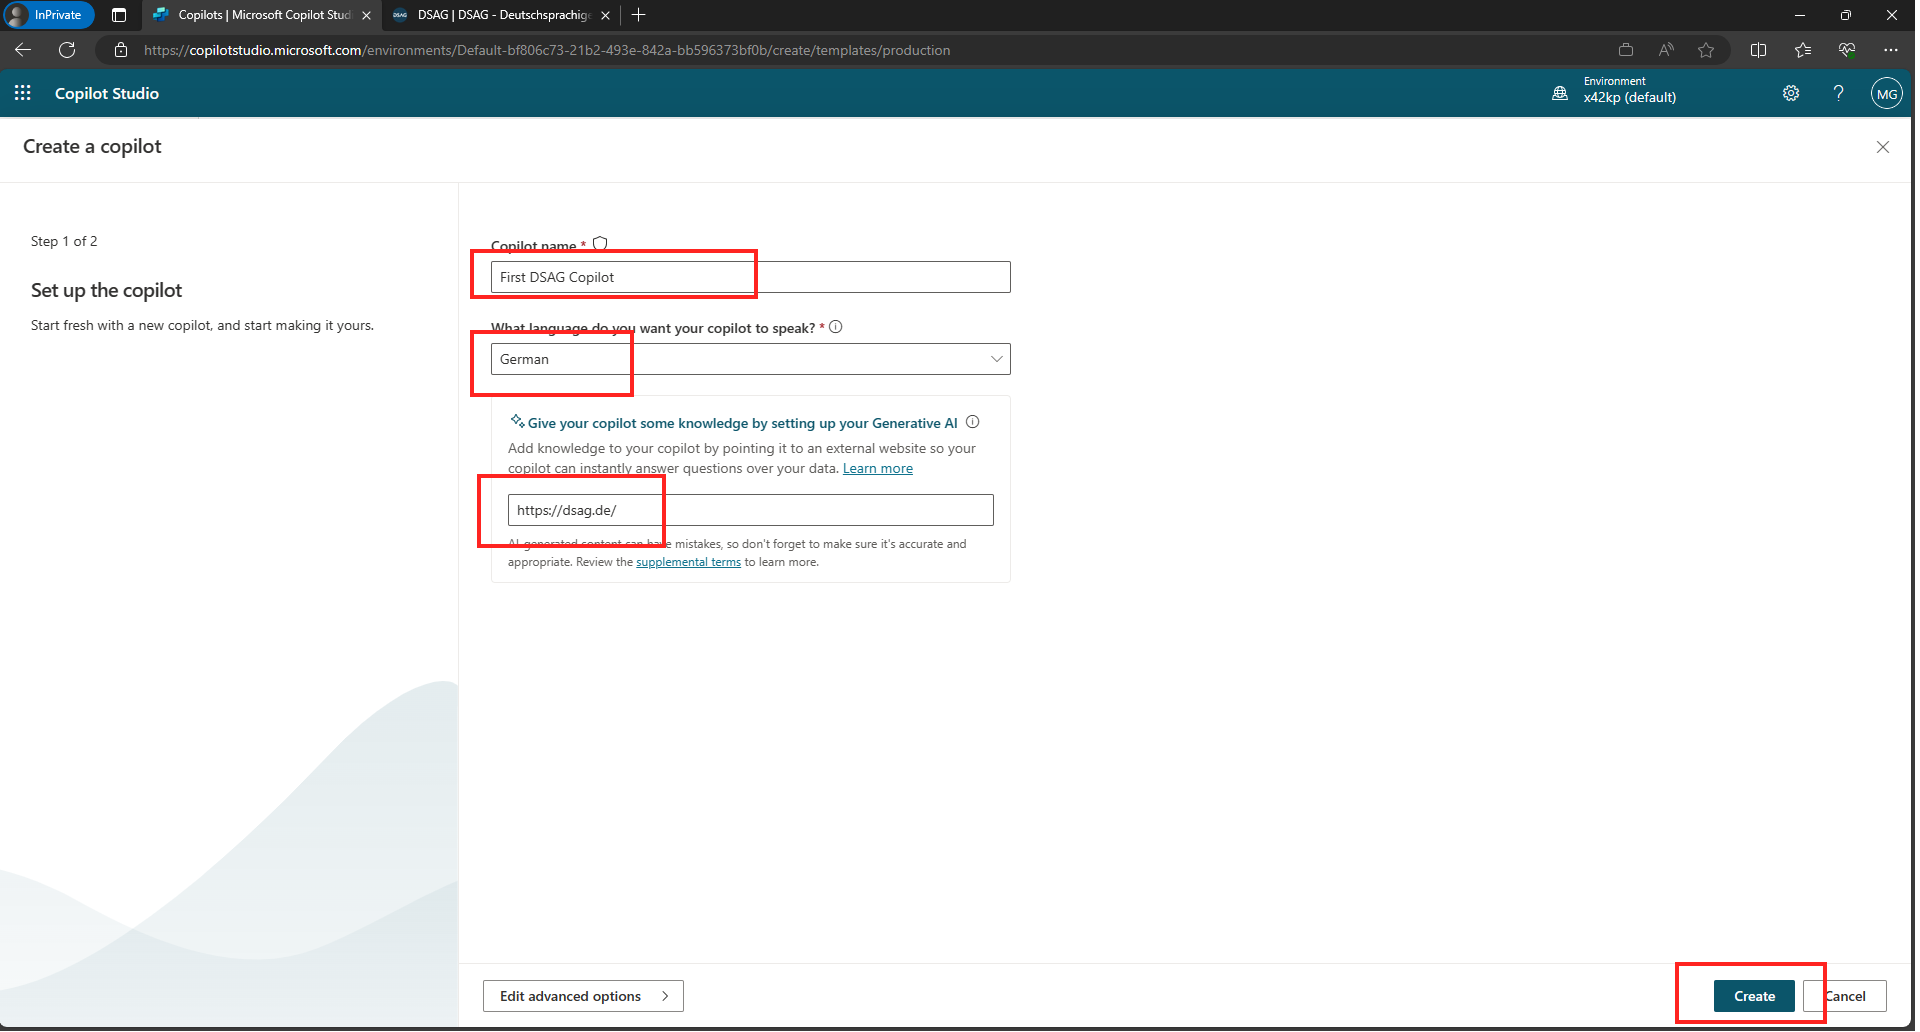 InPrivate
Copilots | Microsoft Copilot Studi
DSAG | DSAG - Deutschsprachige
https://copilotstudio.microsoft.com/environments/Default-bf806c73-21b2-493e-842a-bb596373bf0b/create/templates/production
Copilot Studio
Environment
x42kp (default)
MG
Create a copilot
Step 1 of 2
Set up the copilot
Start fresh with a new copilot, and start making it yours.
Copilot name *
First DSAG Copilot
What language do you want your copilot to speak? *
German
Give your copilot some knowledge by setting up your Generative AI
Add knowledge to your copilot by pointing it to an external website so your
copilot can instantly answer questions over your data. Learn more
https://dsag.de/
AI-generated content can have mistakes, so don't forget to make sure it's accurate and
appropriate. Review the supplemental terms to learn more.
Edit advanced options
Create
Cancel